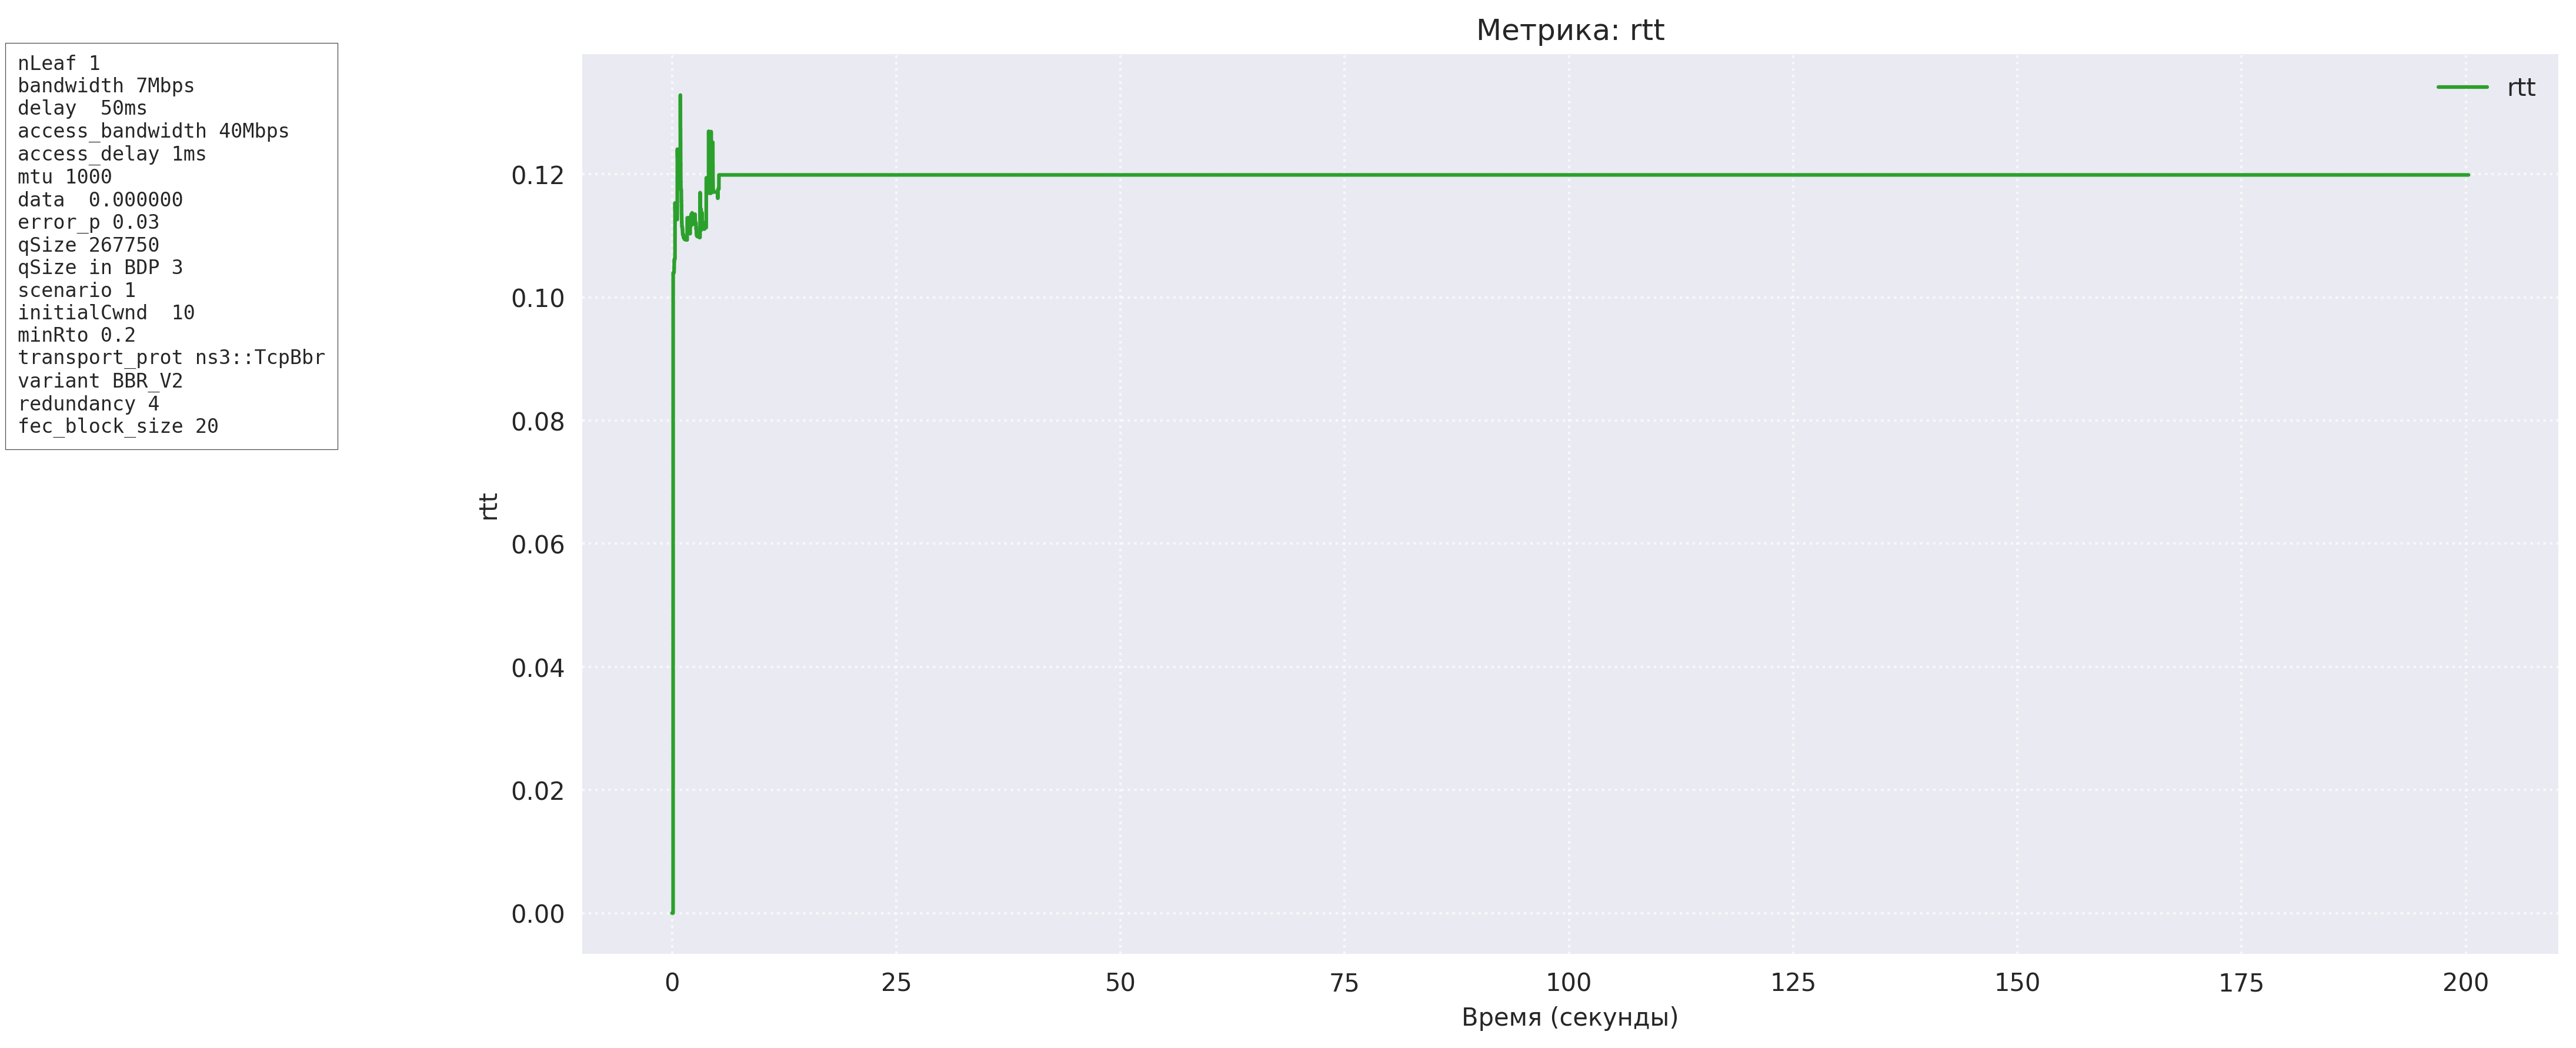 Метрика: rtt
nLeaf 1
bandwidth 7Mbps
delay  50ms
access_bandwidth 40Mbps
access_delay 1ms
mtu 1000
data  0.000000
error_p 0.03
qSize 267750
qSize in BDP 3
scenario 1
initialCwnd  10
minRto 0.2
transport_prot ns3::TcpBbr
variant BBR_V2
redundancy 4
fec_block_size 20
rtt
0.12
0.10
0.08
0.06
0.04
0.02
0.00
rtt
0 25 50 75 100 125 150 175 200
Время (секунды)